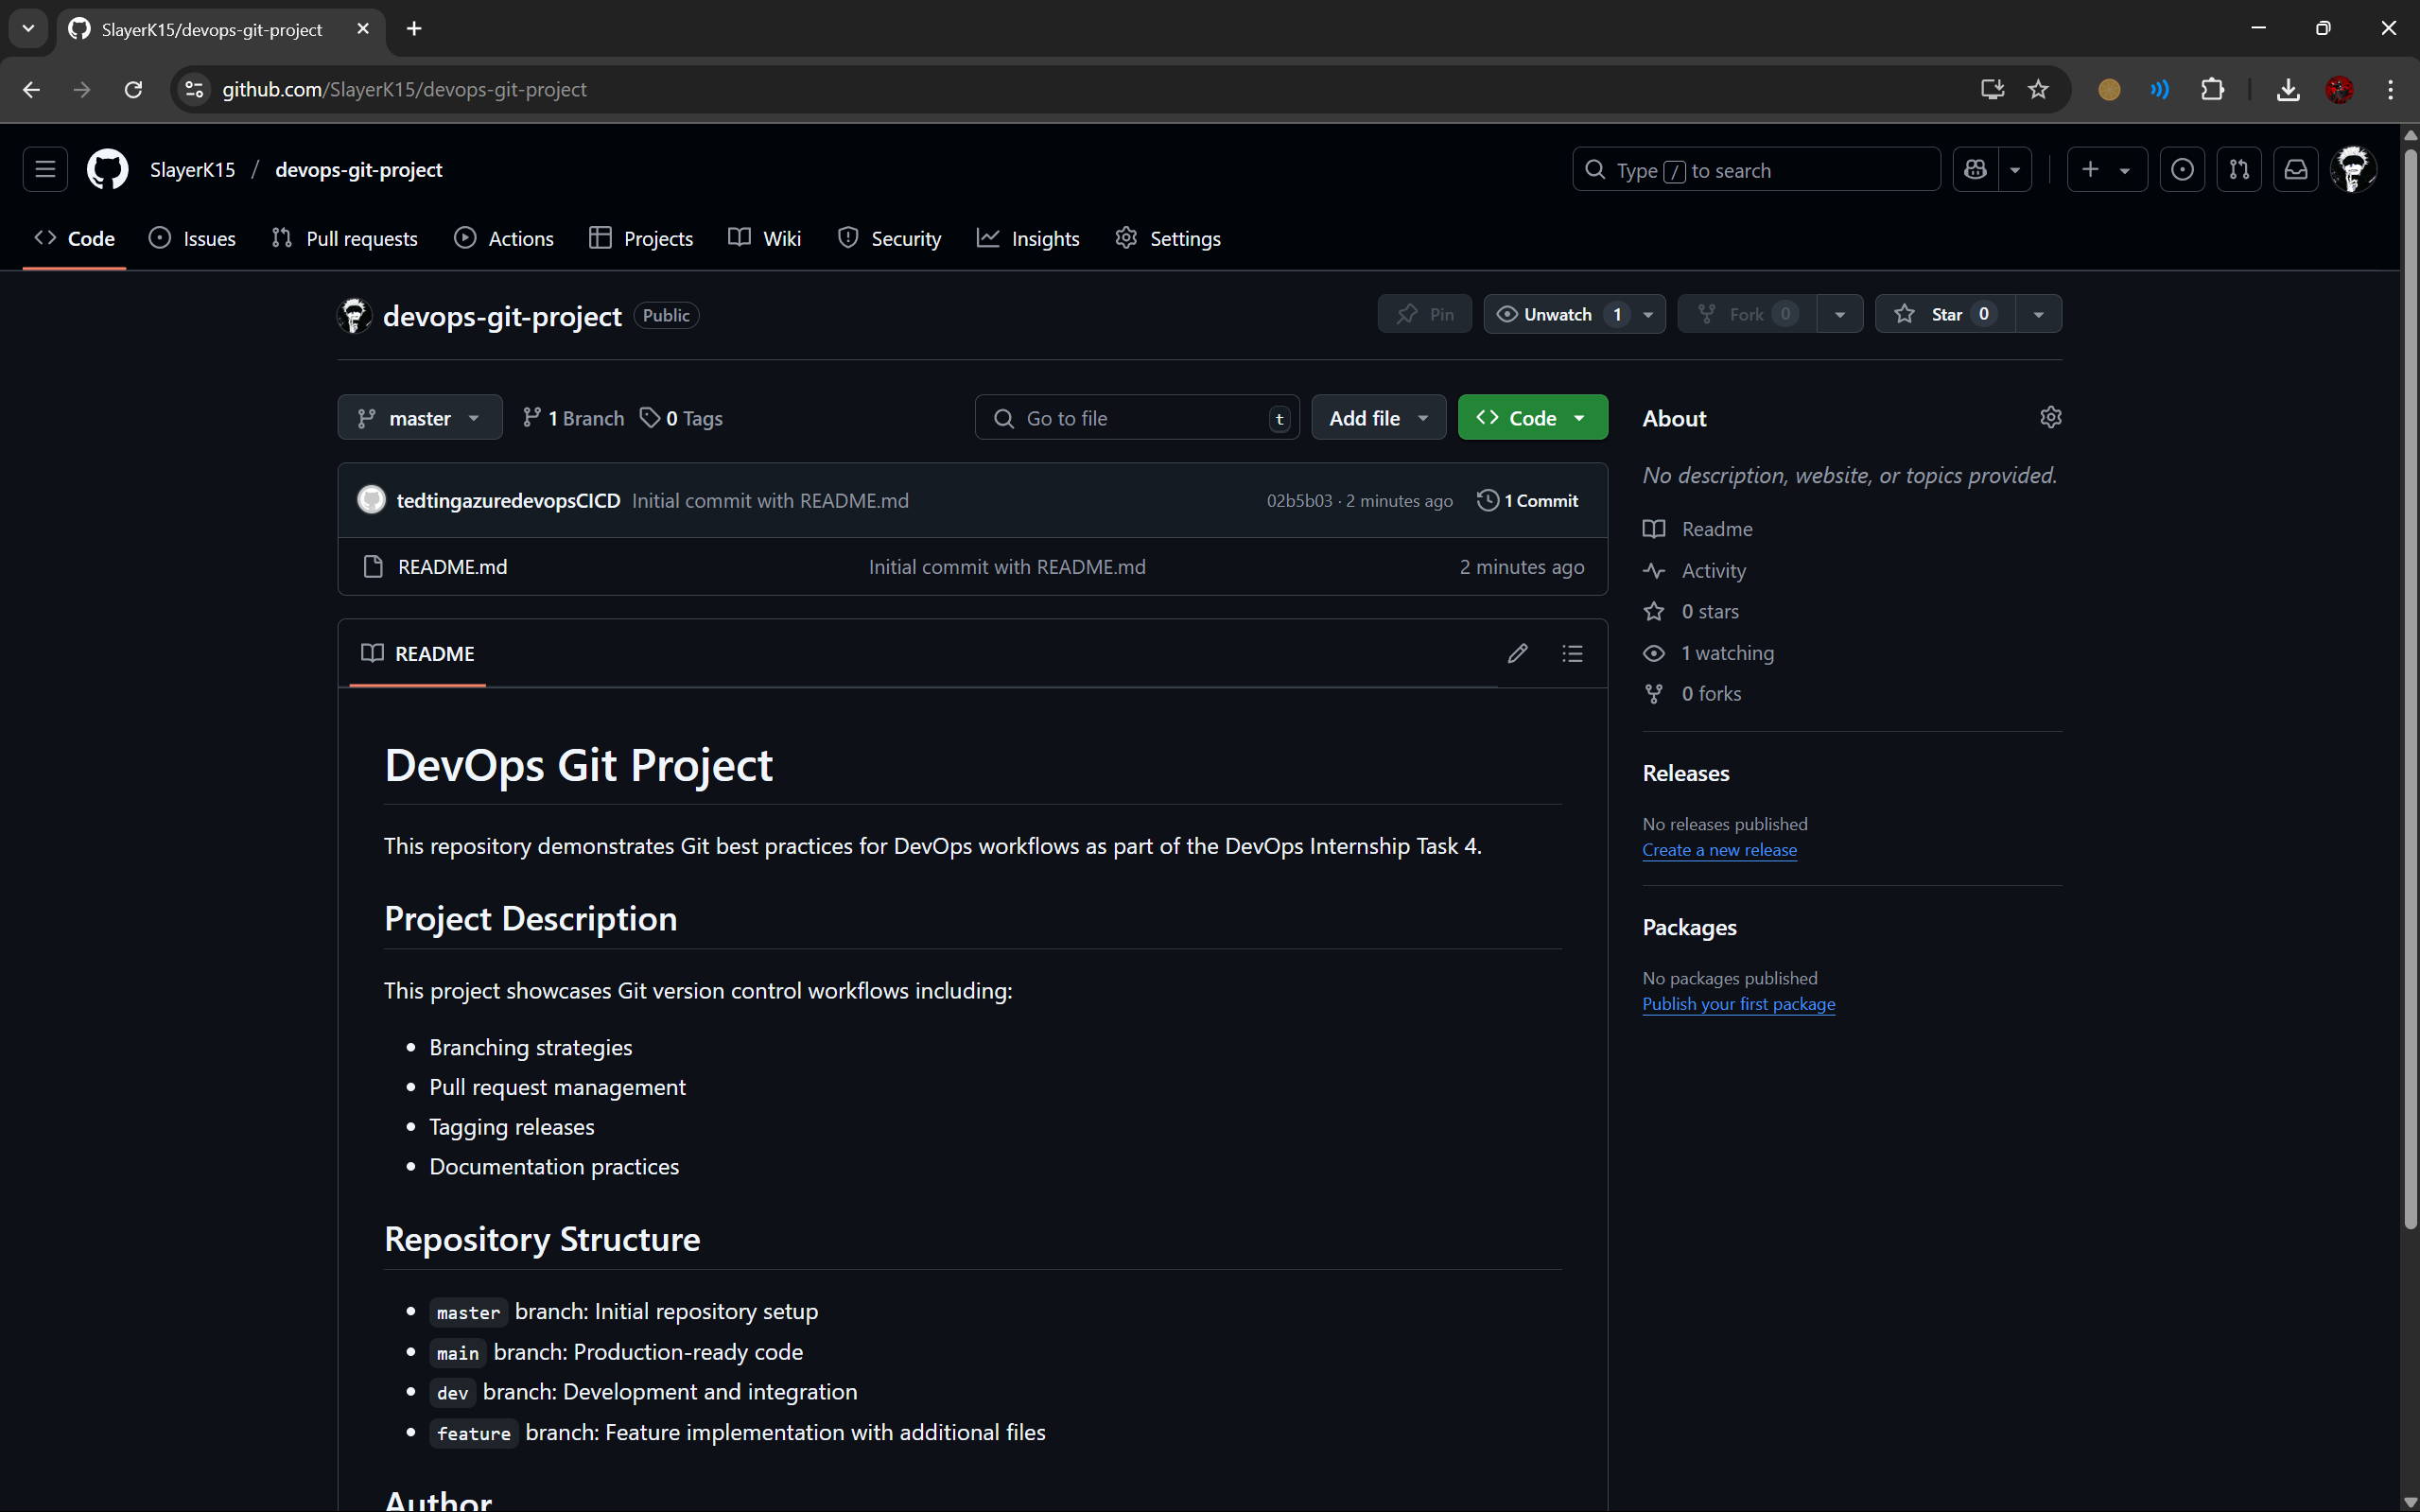 SlayerK15/devops-git-project
github.com/SlayerK15/devops-git-project
SlayerK15 / devops-git-project
Type / to search
Code Issues Pull requests Actions Projects Wiki Security Insights Settings
devops-git-project Public
Pin Unwatch 1 Fork 0 Star 0
master 1 Branch 0 Tags Go to file t Add file Code
tedtingazuredevopsCICD Initial commit with README.md 02b5b03 · 2 minutes ago 1 Commit
README.md Initial commit with README.md 2 minutes ago
README
DevOps Git Project
This repository demonstrates Git best practices for DevOps workflows as part of the DevOps Internship Task 4.
Project Description
This project showcases Git version control workflows including:
• Branching strategies
• Pull request management
• Tagging releases
• Documentation practices
Repository Structure
• master branch: Initial repository setup
• main branch: Production-ready code
• dev branch: Development and integration
• feature branch: Feature implementation with additional files
Author
About
No description, website, or topics provided.
Readme
Activity
0 stars
1 watching
0 forks
Releases
No releases published
Create a new release
Packages
No packages published
Publish your first package